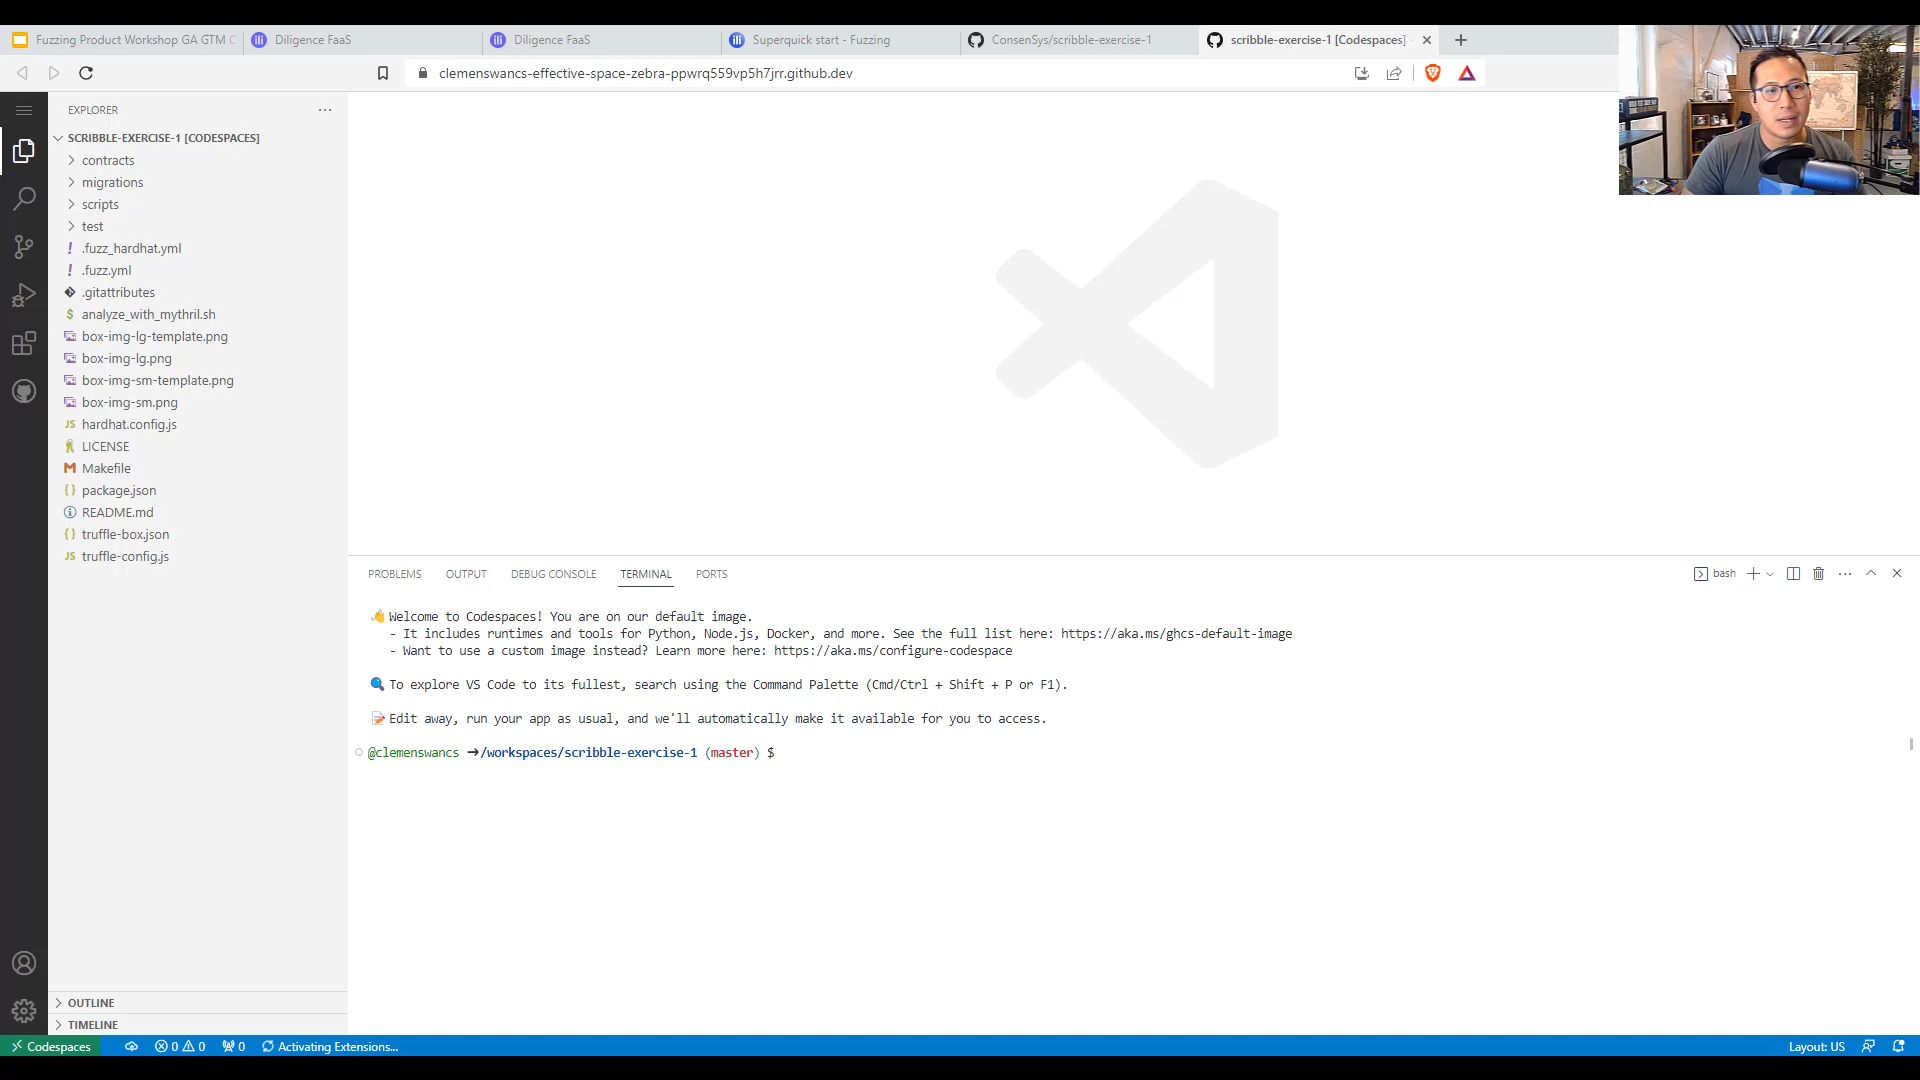 Fuzzing Product Workshop GA GTM C
Diligence FaaS
Diligence FaaS
Superquick start - Fuzzing
ConsenSys/scribble-exercise-1
scribble-exercise-1 [Codespaces]
clemenswancs-effective-space-zebra-ppwrq559vp5h7jrr.github.dev
EXPLORER
SCRIBBLE-EXERCISE-1 [CODESPACES]
contracts
migrations
scripts
test
.fuzz_hardhat.yml
.fuzz.yml
.gitattributes
analyze_with_mythril.sh
box-img-lg-template.png
box-img-lg.png
box-img-sm-template.png
box-img-sm.png
hardhat.config.js
LICENSE
Makefile
package.json
README.md
truffle-box.json
truffle-config.js
OUTLINE
TIMELINE
PROBLEMS OUTPUT DEBUG CONSOLE TERMINAL PORTS
bash
👋 Welcome to Codespaces! You are on our default image.
- It includes runtimes and tools for Python, Node.js, Docker, and more. See the full list here: https://aka.ms/ghcs-default-image
- Want to use a custom image instead? Learn more here: https://aka.ms/configure-codespace
🔍 To explore VS Code to its fullest, search using the Command Palette (Cmd/Ctrl + Shift + P or F1).
📝 Edit away, run your app as usual, and we'll automatically make it available for you to access.
@clemenswancs ➜/workspaces/scribble-exercise-1 (master) $
Codespaces 0 0 0 Activating Extensions... Layout: US